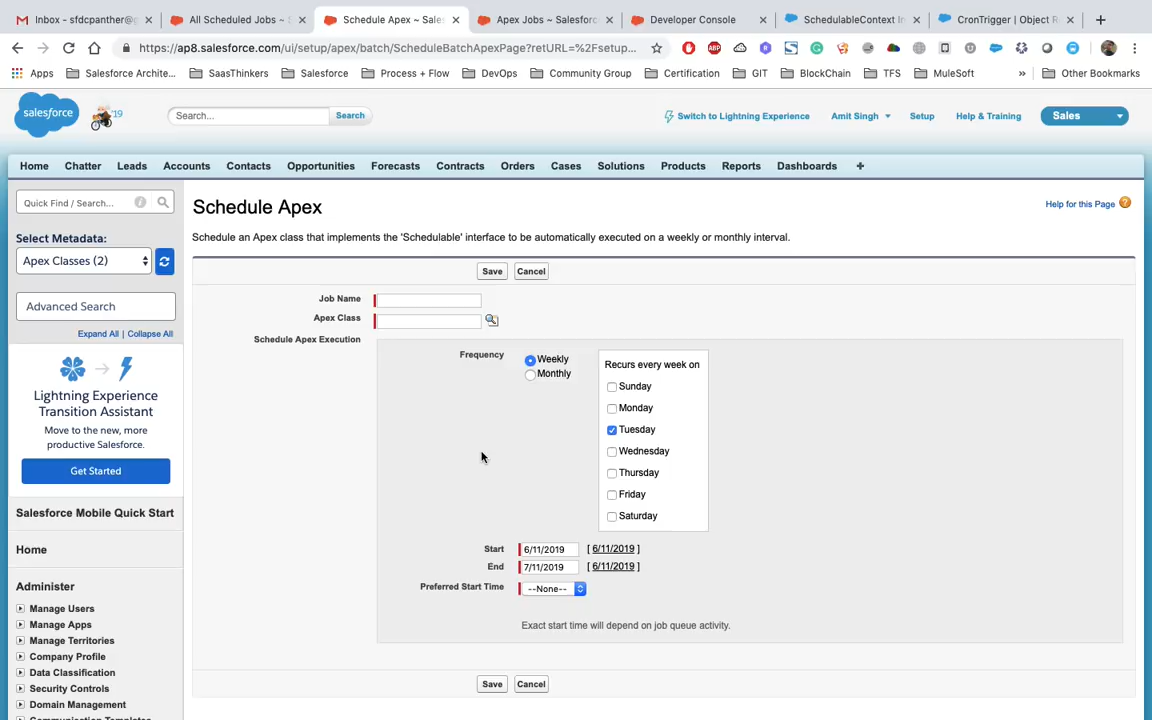 Inbox - sfdcpanther@g
All Scheduled Jobs ~ S
Schedule Apex ~ Sales
Apex Jobs ~ Salesforc
Developer Console
SchedulableContext In
CronTrigger | Object R
https://ap8.salesforce.com/ui/setup/apex/batch/ScheduleBatchApexPage?retURL=%2Fsetup...
Apps
Salesforce Archite...
SaasThinkers
Salesforce
Process + Flow
DevOps
Community Group
Certification
GIT
BlockChain
TFS
MuleSoft
»
Other Bookmarks
salesforce
'19
Search...
Search
Switch to Lightning Experience
Amit Singh
Setup
Help & Training
Sales
Home
Chatter
Leads
Accounts
Contacts
Opportunities
Forecasts
Contracts
Orders
Cases
Solutions
Products
Reports
Dashboards
+
Quick Find / Search...
Select Metadata:
Apex Classes (2)
Advanced Search
Expand All | Collapse All
Lightning Experience
Transition Assistant
Move to the new, more
productive Salesforce.
Get Started
Salesforce Mobile Quick Start
Home
Administer
Manage Users
Manage Apps
Manage Territories
Company Profile
Data Classification
Security Controls
Domain Management
Communication Templates
Schedule Apex
Help for this Page
Schedule an Apex class that implements the 'Schedulable' interface to be automatically executed on a weekly or monthly interval.
Save
Cancel
Job Name
Apex Class
Schedule Apex Execution
Frequency
Weekly
Monthly
Recurs every week on
Sunday
Monday
Tuesday
Wednesday
Thursday
Friday
Saturday
Start
6/11/2019
[ 6/11/2019 ]
End
7/11/2019
[ 6/11/2019 ]
Preferred Start Time
--None--
Exact start time will depend on job queue activity.
Save
Cancel